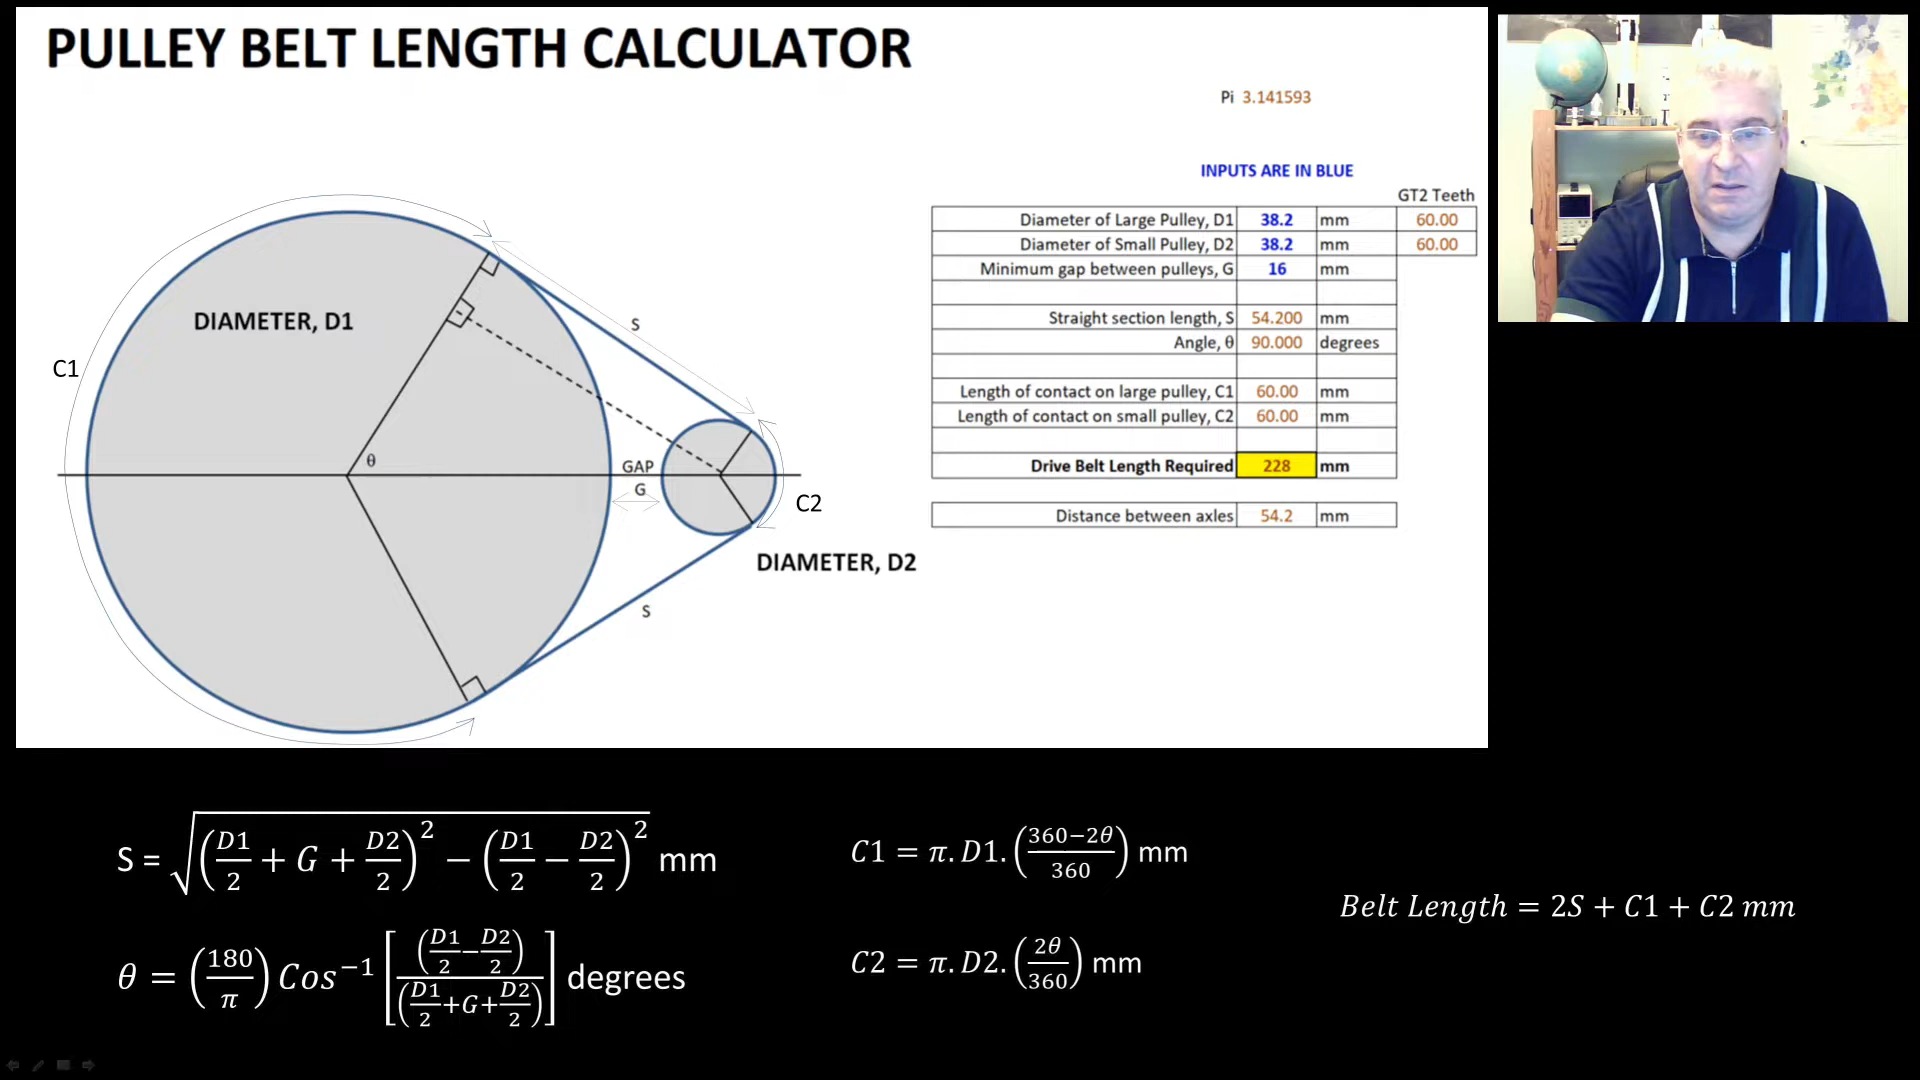 PULLEY BELT LENGTH CALCULATOR
Pi 3.141593
INPUTS ARE IN BLUE
GT2 Teeth
Diameter of Large Pulley, D1 38.2 mm 60.00
Diameter of Small Pulley, D2 38.2 mm 60.00
Minimum gap between pulleys, G 16 mm
Straight section length, S 54.200 mm
Angle, θ 90.000 degrees
Length of contact on large pulley, C1 60.00 mm
Length of contact on small pulley, C2 60.00 mm
Drive Belt Length Required 228 mm
Distance between axles 54.2 mm
DIAMETER, D1
C1
S
θ
GAP
G
C2
DIAMETER, D2
S
S = √((D1/2 + G + D2/2)² − (D1/2 − D2/2)²) mm
θ = (180/π) Cos⁻¹ [(D1/2−D2/2)/(D1/2+G+D2/2)] degrees
C1 = π. D1. ((360−2θ)/360) mm
C2 = π. D2. (2θ/360) mm
Belt Length = 2S + C1 + C2 mm